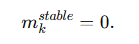 $m_k^{stable} = 0.$